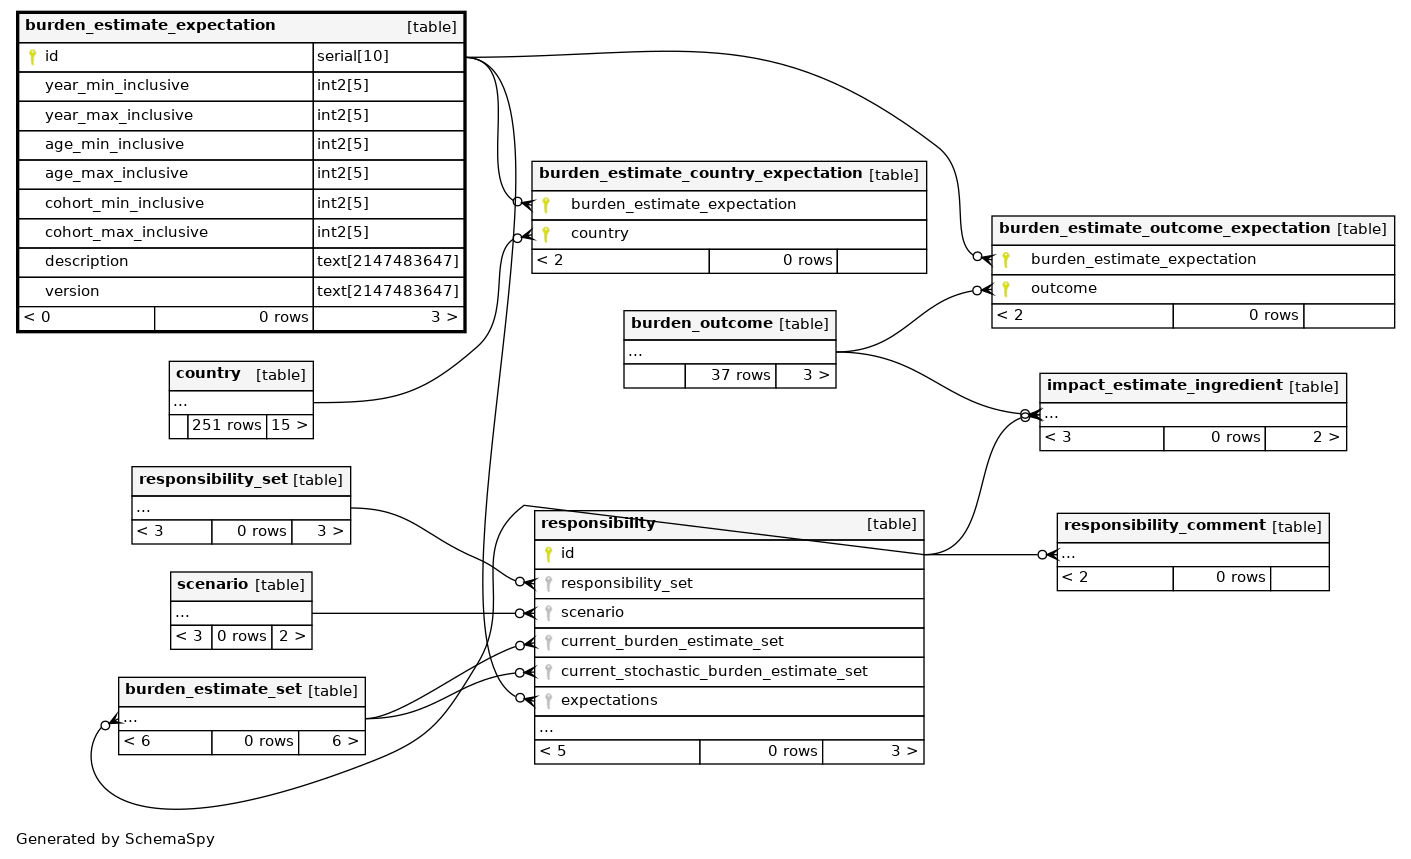 burden_estimate_expectation [table]
id serial[10]
year_min_inclusive int2[5]
year_max_inclusive int2[5]
age_min_inclusive int2[5]
age_max_inclusive int2[5]
cohort_min_inclusive int2[5]
cohort_max_inclusive int2[5]
description text[2147483647]
version text[2147483647]
< 0 0 rows 3 >
burden_estimate_country_expectation [table]
burden_estimate_expectation
country
< 2 0 rows
burden_estimate_outcome_expectation [table]
burden_estimate_expectation
outcome
< 2 0 rows
burden_outcome [table]
...
37 rows 3 >
country [table]
...
251 rows 15 >
impact_estimate_ingredient [table]
...
< 3 0 rows 2 >
responsibility_set [table]
...
< 3 0 rows 3 >
responsibility [table]
id
responsibility_set
scenario
current_burden_estimate_set
current_stochastic_burden_estimate_set
expectations
...
< 5 0 rows 3 >
responsibility_comment [table]
...
< 2 0 rows
scenario [table]
...
< 3 0 rows 2 >
burden_estimate_set [table]
...
< 6 0 rows 6 >
Generated by SchemaSpy